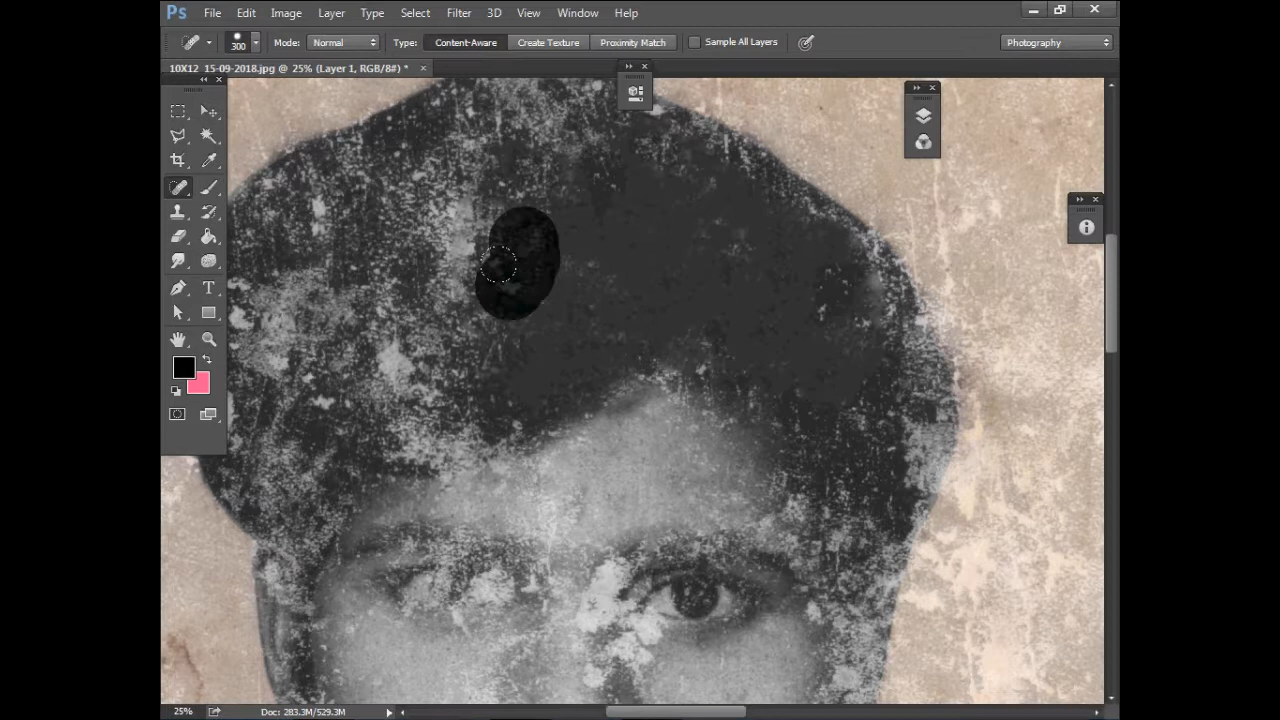 Ps File Edit Image Layer Type Select Filter 3D View Window Help
300 Mode: Normal Type: Content-Aware Create Texture Proximity Match Sample All Layers Photography
10X12 15-09-2018.jpg @ 25% (Layer 1, RGB/8#) *
T
25% Doc: 283.3M/529.3M